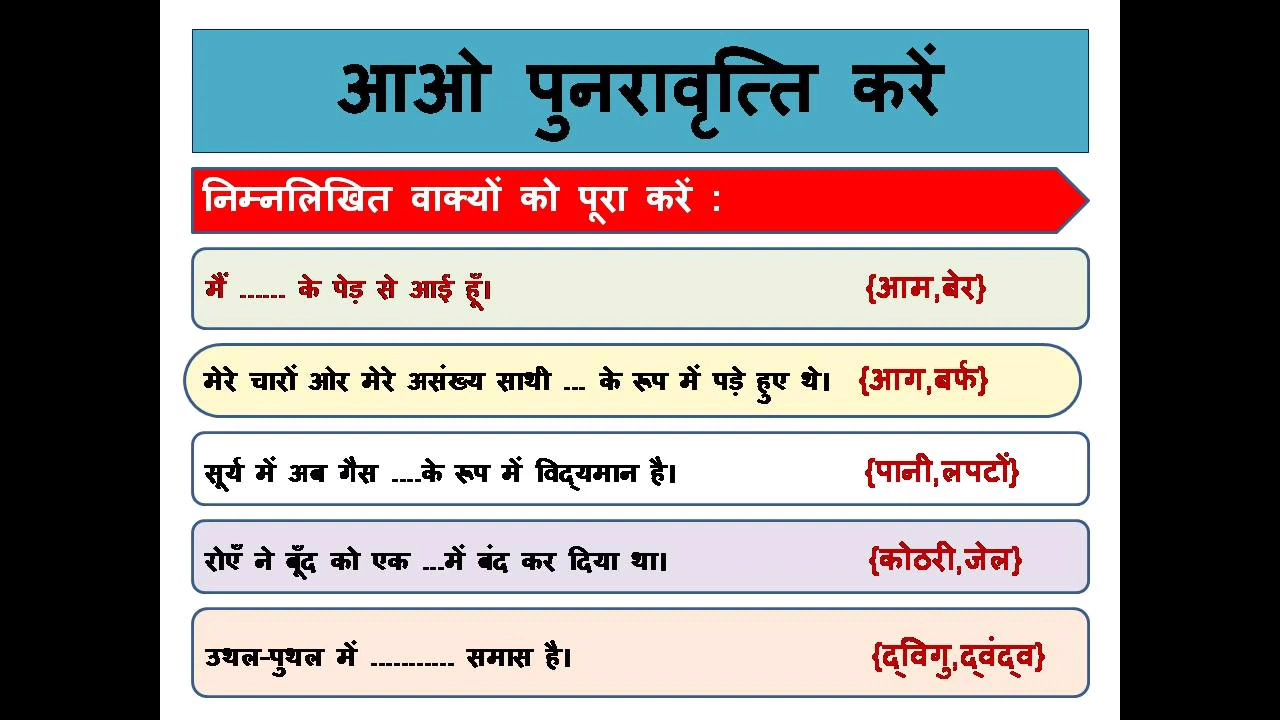 आओ पुनरावृत्ति करें
निम्नलिखित वाक्यों को पूरा करें :
मैं ...... के पेड़ से आई हूँ। {आम,बेर}
मेरे चारों ओर मेरे असंख्य साथी ... के रूप में पड़े हुए थे। {आग,बर्फ}
सूर्य में अब गैस ....के रूप में विद्यमान है। {पानी,लपटों}
रोएँ ने बूँद को एक ...में बंद कर दिया था। {कोठरी,जेल}
उथल-पुथल में ........... समास है। {द्विगु,द्वंद्व}